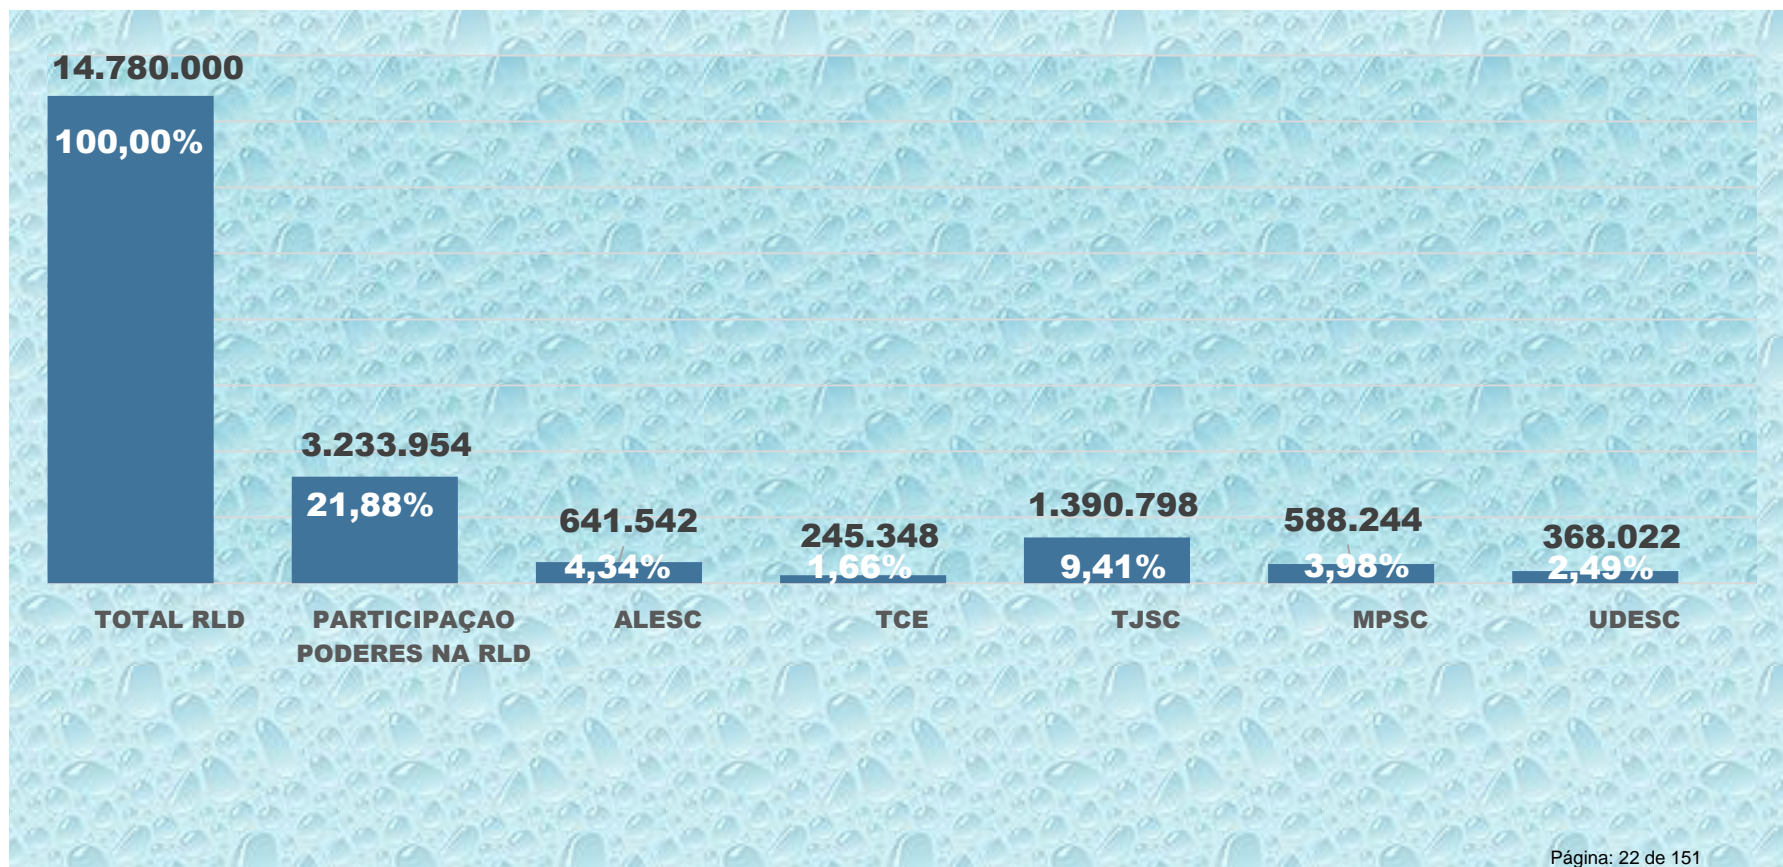 14.780.000
100,00%
3.233.954
21,88%
641.542
4,34%
245.348
1,66%
1.390.798
9,41%
588.244
3,98%
368.022
2,49%
TOTAL RLD
PARTICIPAÇAO
PODERES NA RLD
ALESC
TCE
TJSC
MPSC
UDESC
Página: 22 de 151